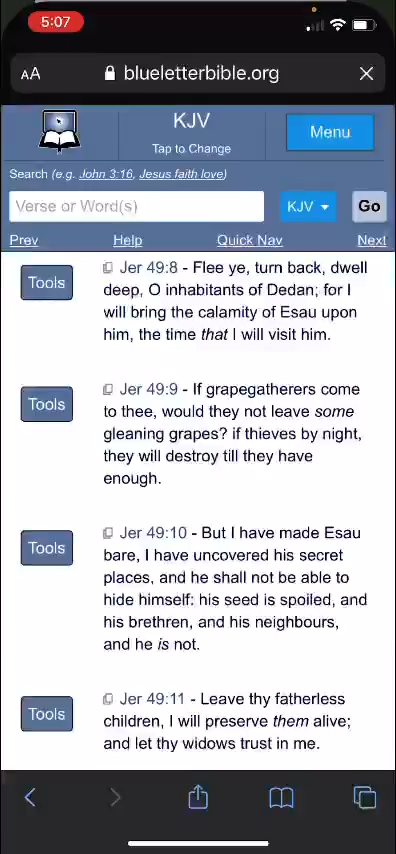 5:07
AA blueletterbible.org
KJV
Tap to Change
Menu
Search (e.g. John 3:16, Jesus faith love)
Verse or Word(s) KJV Go
Prev Help Quick Nav Next
Tools
Jer 49:8 - Flee ye, turn back, dwell
deep, O inhabitants of Dedan; for I
will bring the calamity of Esau upon
him, the time that I will visit him.
Tools
Jer 49:9 - If grapegatherers come
to thee, would they not leave some
gleaning grapes? if thieves by night,
they will destroy till they have
enough.
Tools
Jer 49:10 - But I have made Esau
bare, I have uncovered his secret
places, and he shall not be able to
hide himself: his seed is spoiled, and
his brethren, and his neighbours,
and he is not.
Tools
Jer 49:11 - Leave thy fatherless
children, I will preserve them alive;
and let thy widows trust in me.